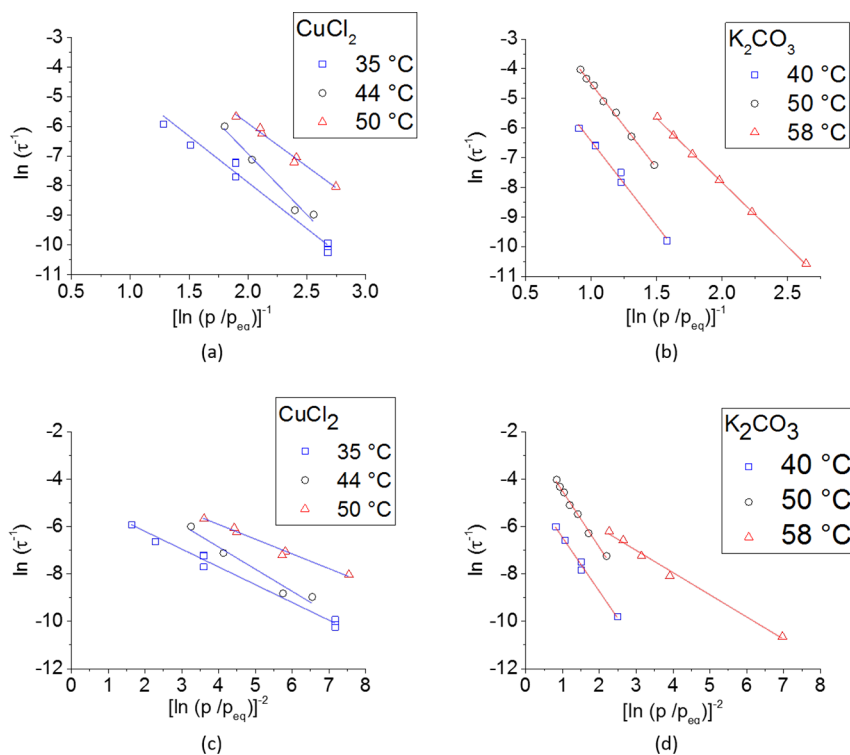 CuCl₂
35 °C
44 °C
50 °C
-4
-5
-6
-7
-8
-9
-10
-11
ln (τ⁻¹)
0.5 1.0 1.5 2.0 2.5 3.0
[ln (p /pₑq)]⁻¹
(a)
K₂CO₃
40 °C
50 °C
58 °C
-3
-4
-5
-6
-7
-8
-9
-10
-11
ln (τ⁻¹)
0.5 1.0 1.5 2.0 2.5
[ln (p /pₑq)]⁻¹
(b)
CuCl₂
35 °C
44 °C
50 °C
-2
-4
-6
-8
-10
-12
ln (τ⁻¹)
0 1 2 3 4 5 6 7 8
[ln (p /pₑq)]⁻²
(c)
K₂CO₃
40 °C
50 °C
58 °C
-2
-4
-6
-8
-10
-12
ln (τ⁻¹)
0 1 2 3 4 5 6 7 8
[ln (p /pₑq)]⁻²
(d)